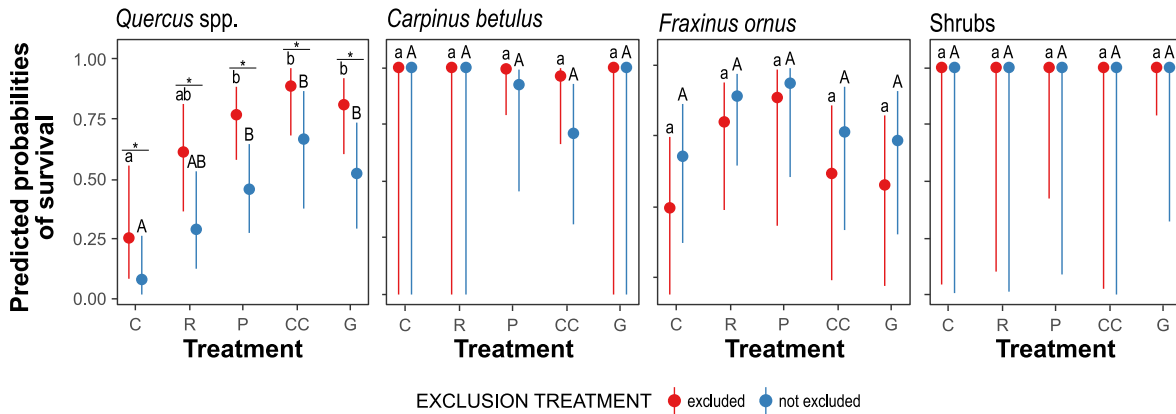 Quercus spp.
Carpinus betulus
Fraxinus ornus
Shrubs
Predicted probabilities
of survival
1.00
0.75
0.50
0.25
0.00
* a A
* ab AB
* b B
* b B
* b B
a A a A a A a A a A
a A a A a A a A a A
a A a A a A a A a A
C R P CC G
C R P CC G
C R P CC G
C R P CC G
Treatment
Treatment
Treatment
Treatment
EXCLUSION TREATMENT excluded not excluded